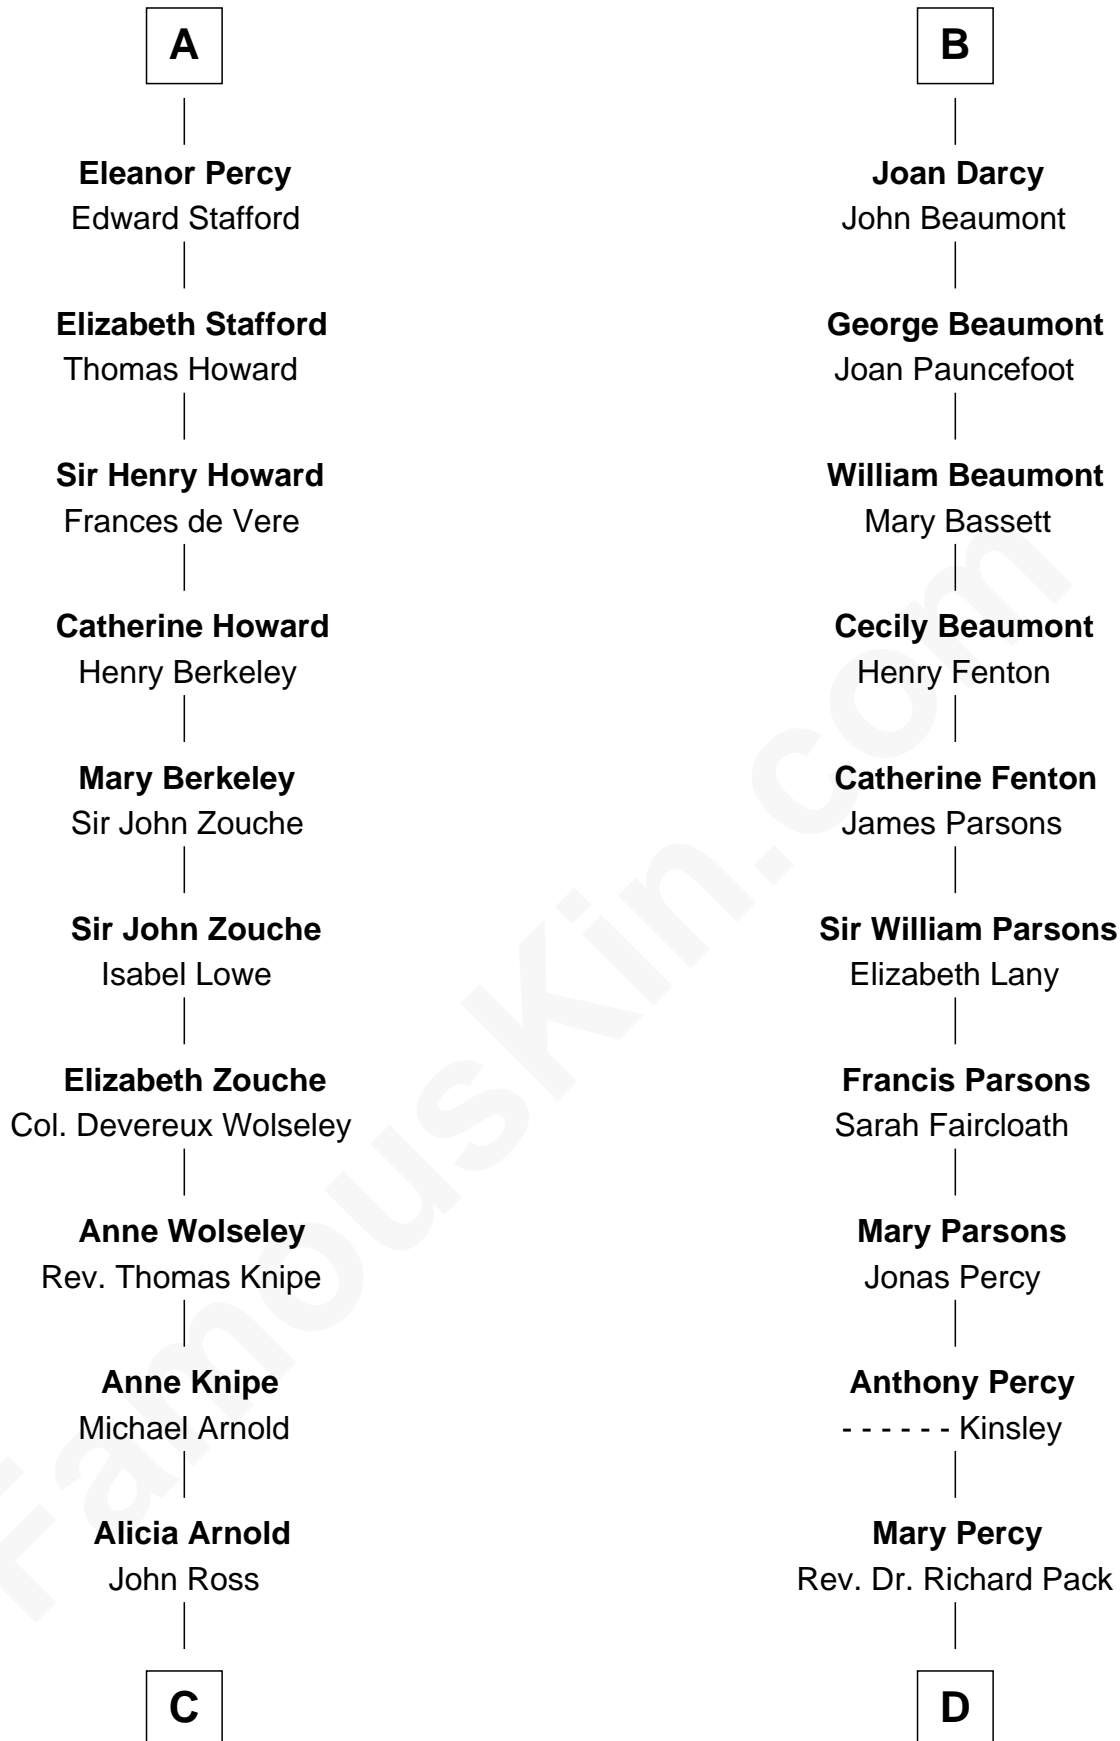 A
Eleanor Percy
Edward Stafford
Elizabeth Stafford
Thomas Howard
Sir Henry Howard
Frances de Vere
Catherine Howard
Henry Berkeley
Mary Berkeley
Sir John Zouche
Sir John Zouche
Isabel Lowe
Elizabeth Zouche
Col. Devereux Wolseley
Anne Wolseley
Rev. Thomas Knipe
Anne Knipe
Michael Arnold
Alicia Arnold
John Ross
C
B
Joan Darcy
John Beaumont
George Beaumont
Joan Pauncefoot
William Beaumont
Mary Bassett
Cecily Beaumont
Henry Fenton
Catherine Fenton
James Parsons
Sir William Parsons
Elizabeth Lany
Francis Parsons
Sarah Faircloath
Mary Parsons
Jonas Percy
Anthony Percy
- - - - - - Kinsley
Mary Percy
Rev. Dr. Richard Pack
D
FamousKin.com